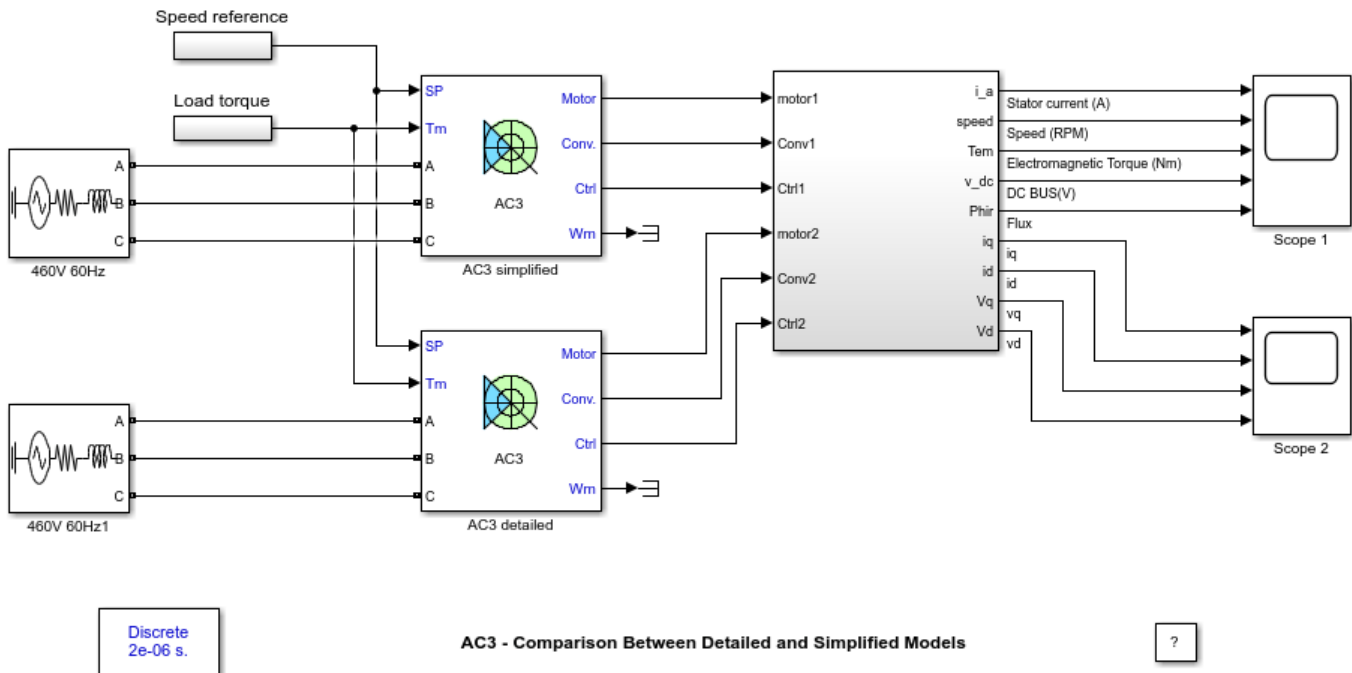 Speed reference
Load torque
A
B
C
460V 60Hz
SP
Tm
A
B
C
Motor
Conv.
Ctrl
Wm
AC3
AC3 simplified
A
B
C
460V 60Hz1
SP
Tm
A
B
C
Motor
Conv.
Ctrl
Wm
AC3
AC3 detailed
motor1
Conv1
Ctrl1
motor2
Conv2
Ctrl2
i_a
speed
Tem
v_dc
Phir
iq
id
Vq
Vd
Stator current (A)
Speed (RPM)
Electromagnetic Torque (Nm)
DC BUS(V)
Flux
iq
id
vq
vd
Scope 1
Scope 2
Discrete
2e-06 s.
AC3 - Comparison Between Detailed and Simplified Models
?